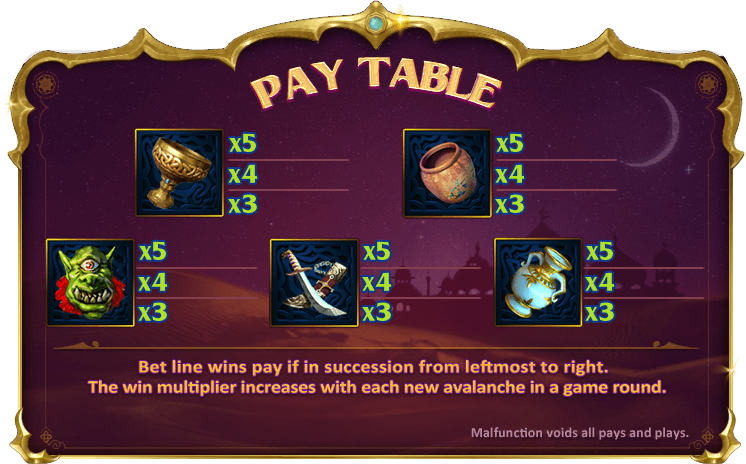 PAY TABLE
x5 x5
x4 x4
x3 x3
x5 x5 x5
x4 x4 x4
x3 x3 x3
Bet line wins pay if in succession from leftmost to right.
The win multiplier increases with each new avalanche in a game round.
Malfunction voids all pays and plays.